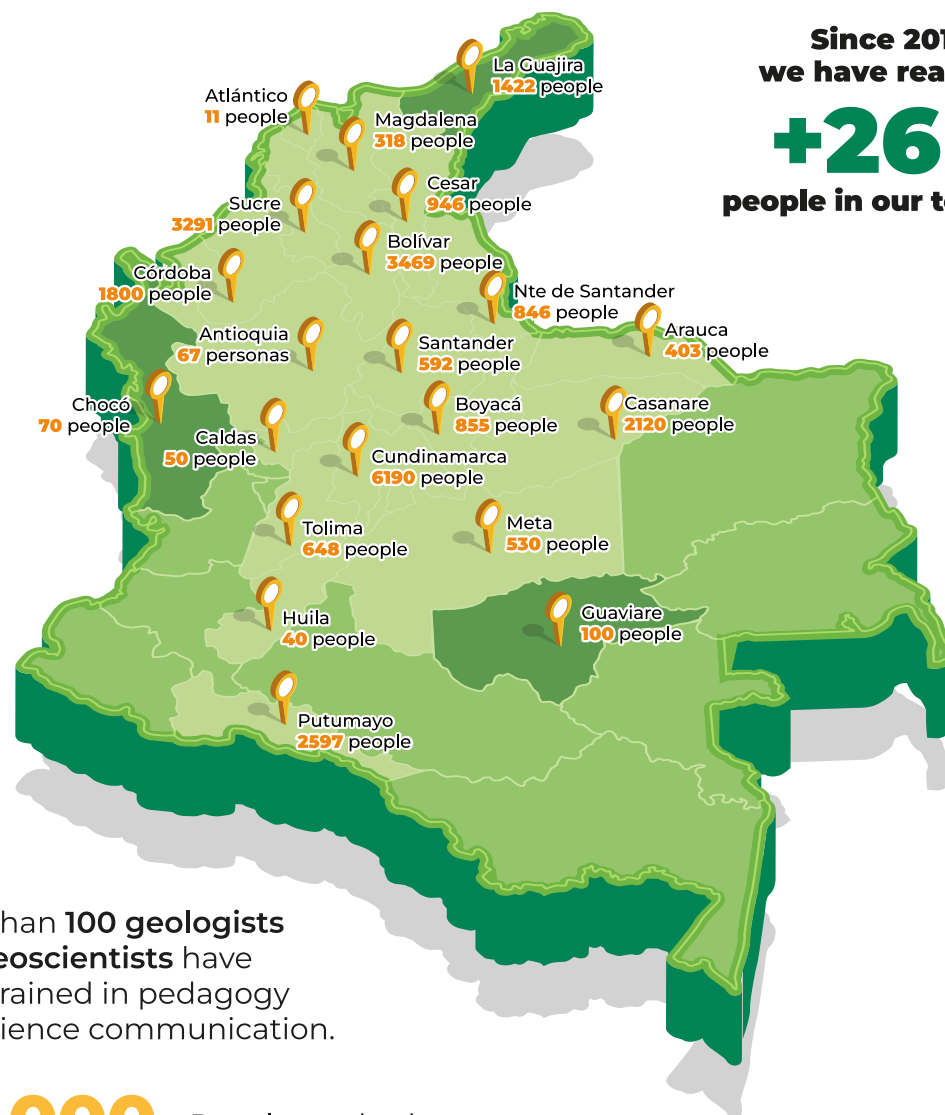 Since 201
we have rea
+26
people in our t
La Guajira
1422 people
Atlántico
11 people
Magdalena
318 people
Cesar
946 people
Sucre
3291 people
Bolívar
3469 people
Córdoba
1800 people
Nte de Santander
846 people
Arauca
403 people
Antioquia
67 personas
Santander
592 people
Chocó
70 people
Boyacá
855 people
Casanare
2120 people
Caldas
50 people
Cundinamarca
6190 people
Tolima
648 people
Meta
530 people
Huila
40 people
Guaviare
100 people
Putumayo
2597 people
han 100 geologists
eoscientists have
rained in pedagogy
ience communication.